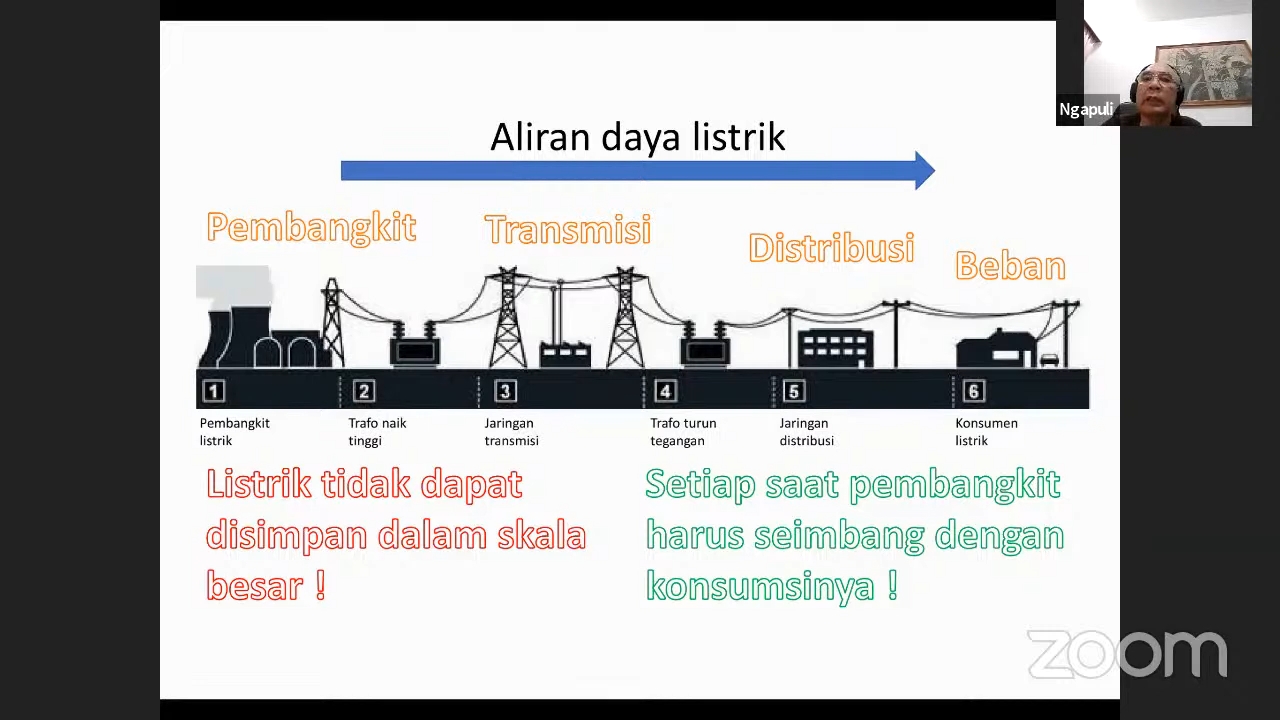 Ngapuli
Aliran daya listrik
Pembangkit
Transmisi
Distribusi
Beban
1
2
3
4
5
6
Pembangkit
listrik
Trafo naik
tinggi
Jaringan
transmisi
Trafo turun
tegangan
Jaringan
distribusi
Konsumen
listrik
Listrik tidak dapat
disimpan dalam skala
besar !
Setiap saat pembangkit
harus seimbang dengan
konsumsinya !
zoom